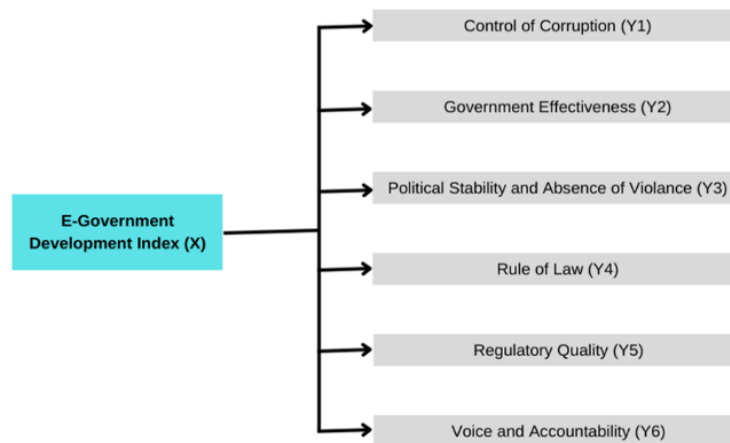 Control of Corruption (Y1)
Government Effectiveness (Y2)
Political Stability and Absence of Violance (Y3)
E-Government
Development Index (X)
Rule of Law (Y4)
Regulatory Quality (Y5)
Voice and Accountability (Y6)